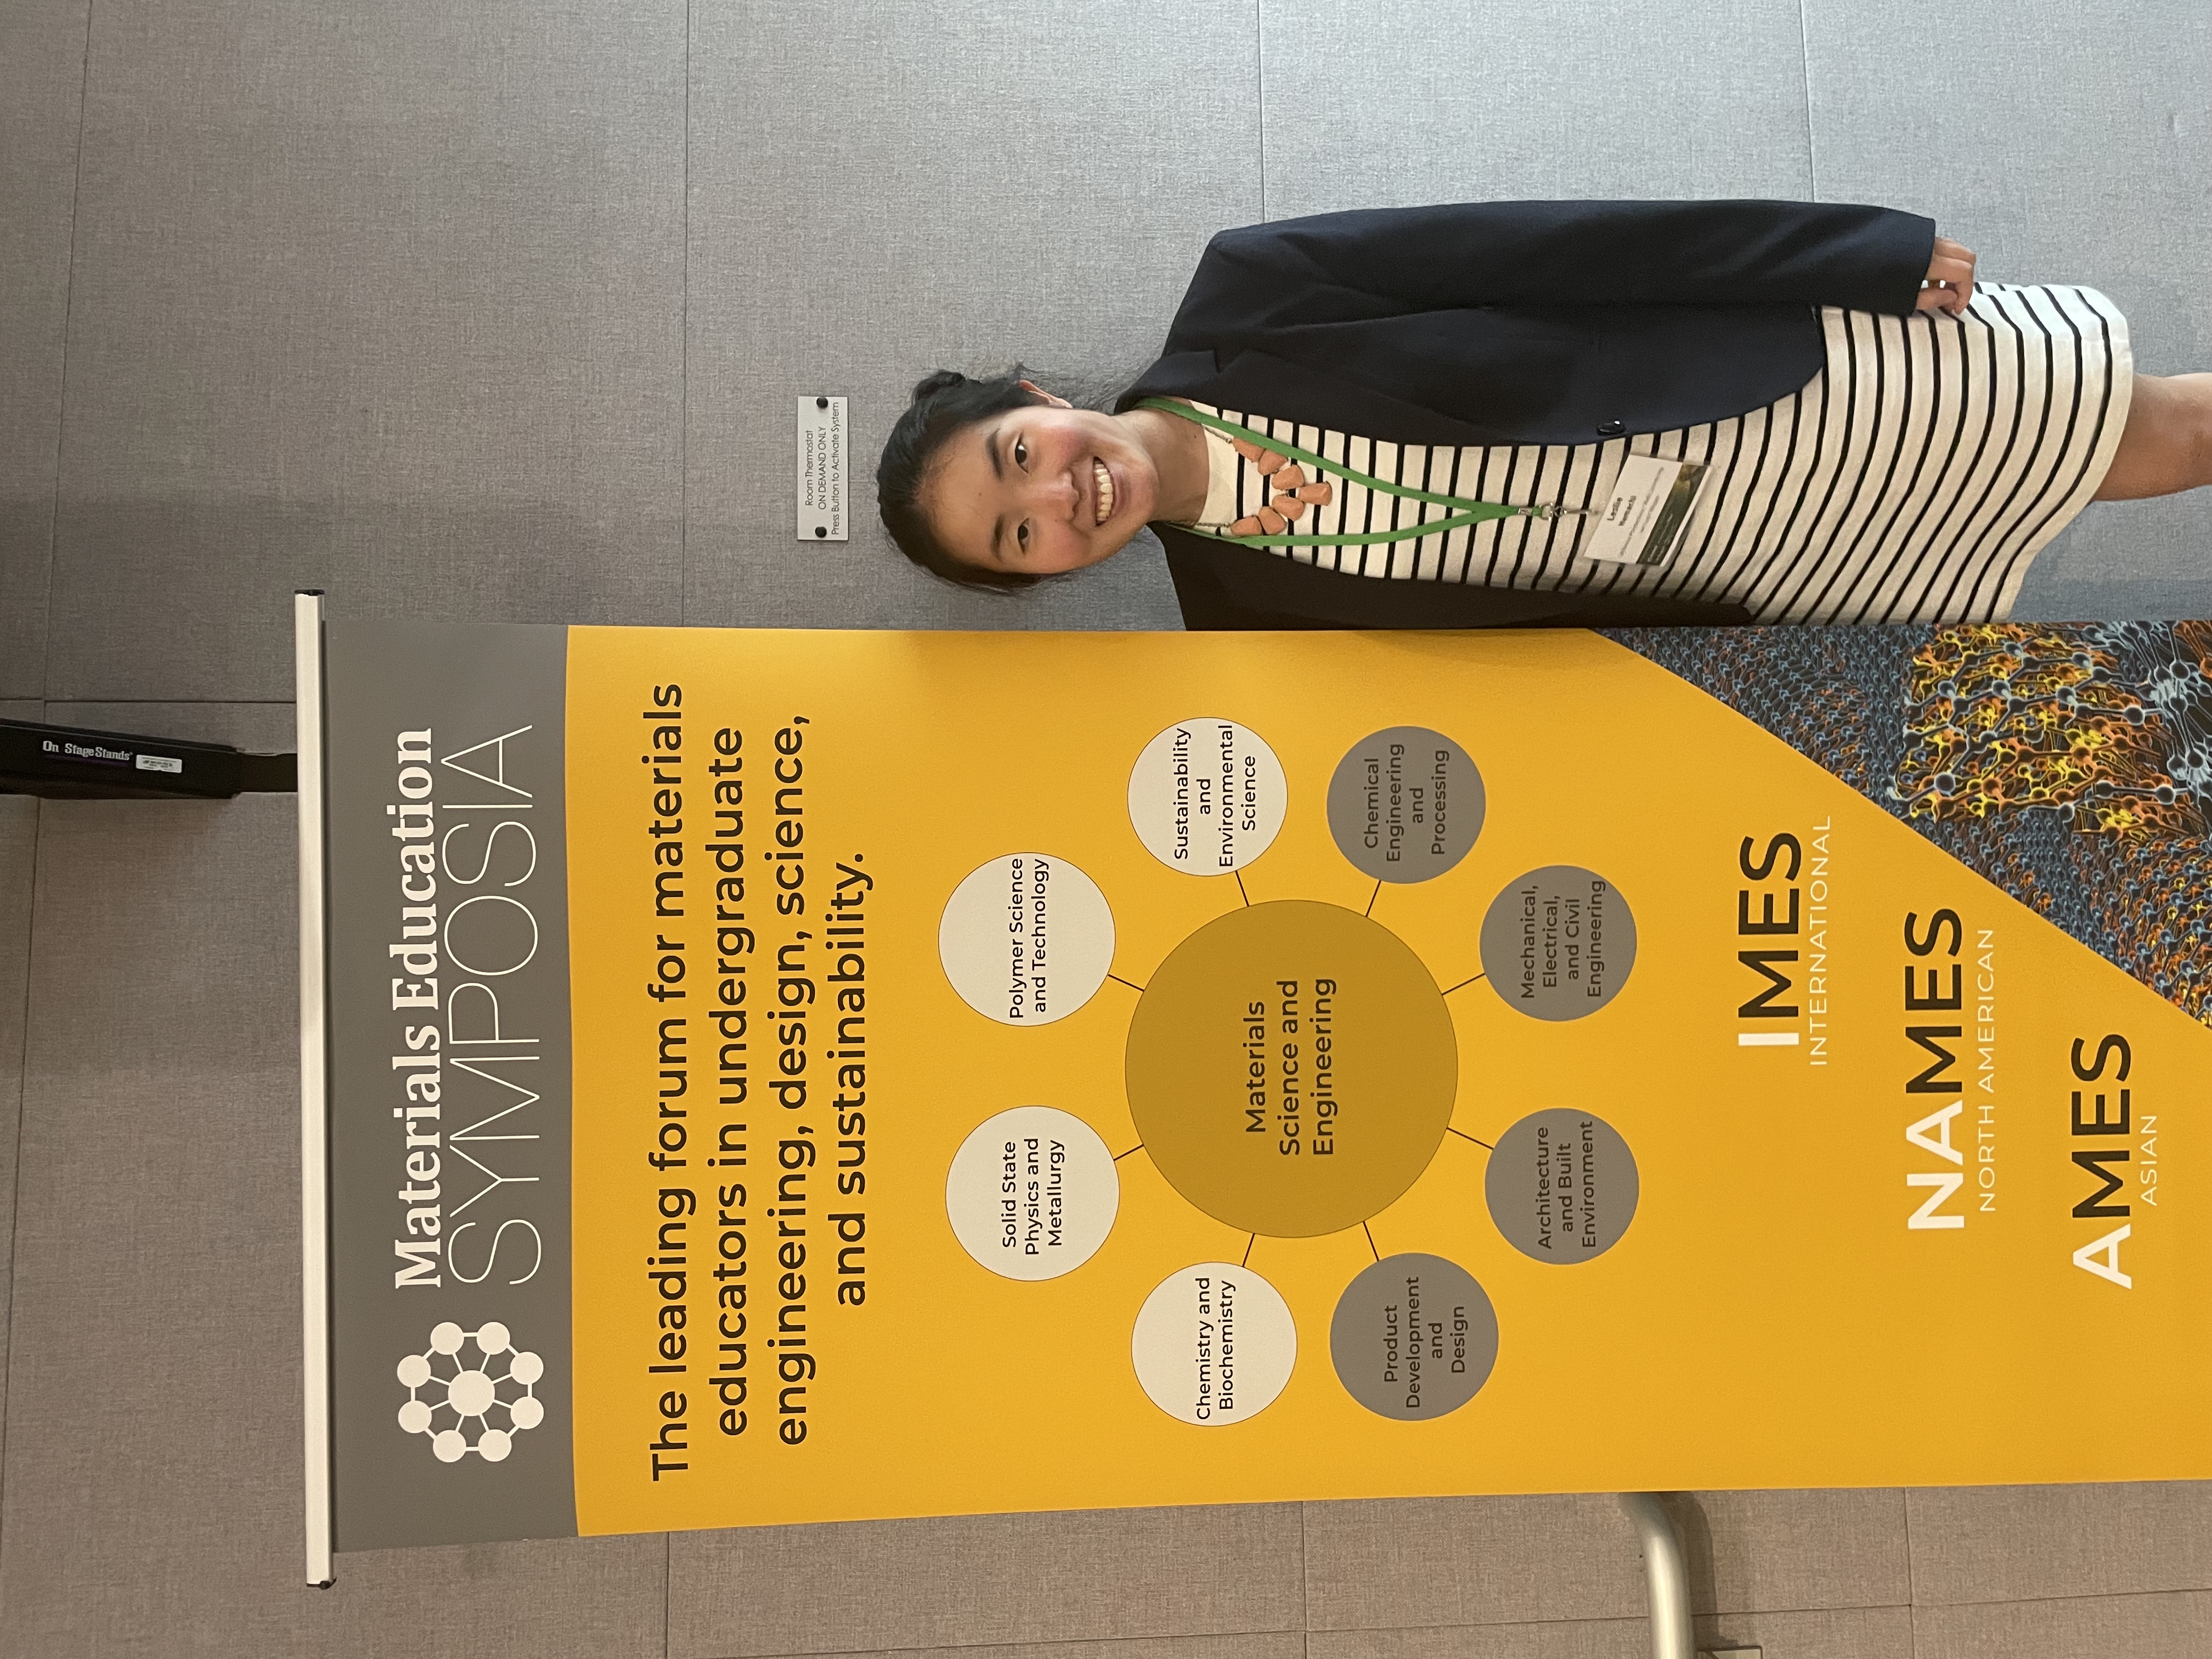 On StageStands
Materials Education
SYMPOSIA
The leading forum for materials
educators in undergraduate
engineering, design, science,
and sustainability.
Room Thermostat
ON DEMAND ONLY
Press Button to Activate System
Solid State
Physics and
Metallurgy
Polymer Science
and Technology
Chemistry and
Biochemistry
Sustainability
and
Environmental
Science
Materials
Science and
Engineering
Product
Development
and
Design
Chemical
Engineering
and
Processing
Architecture
and Built
Environment
Mechanical,
Electrical,
and Civil
Engineering
Leslie
IMES
INTERNATIONAL
NAMES
NORTH AMERICAN
AMES
ASIAN